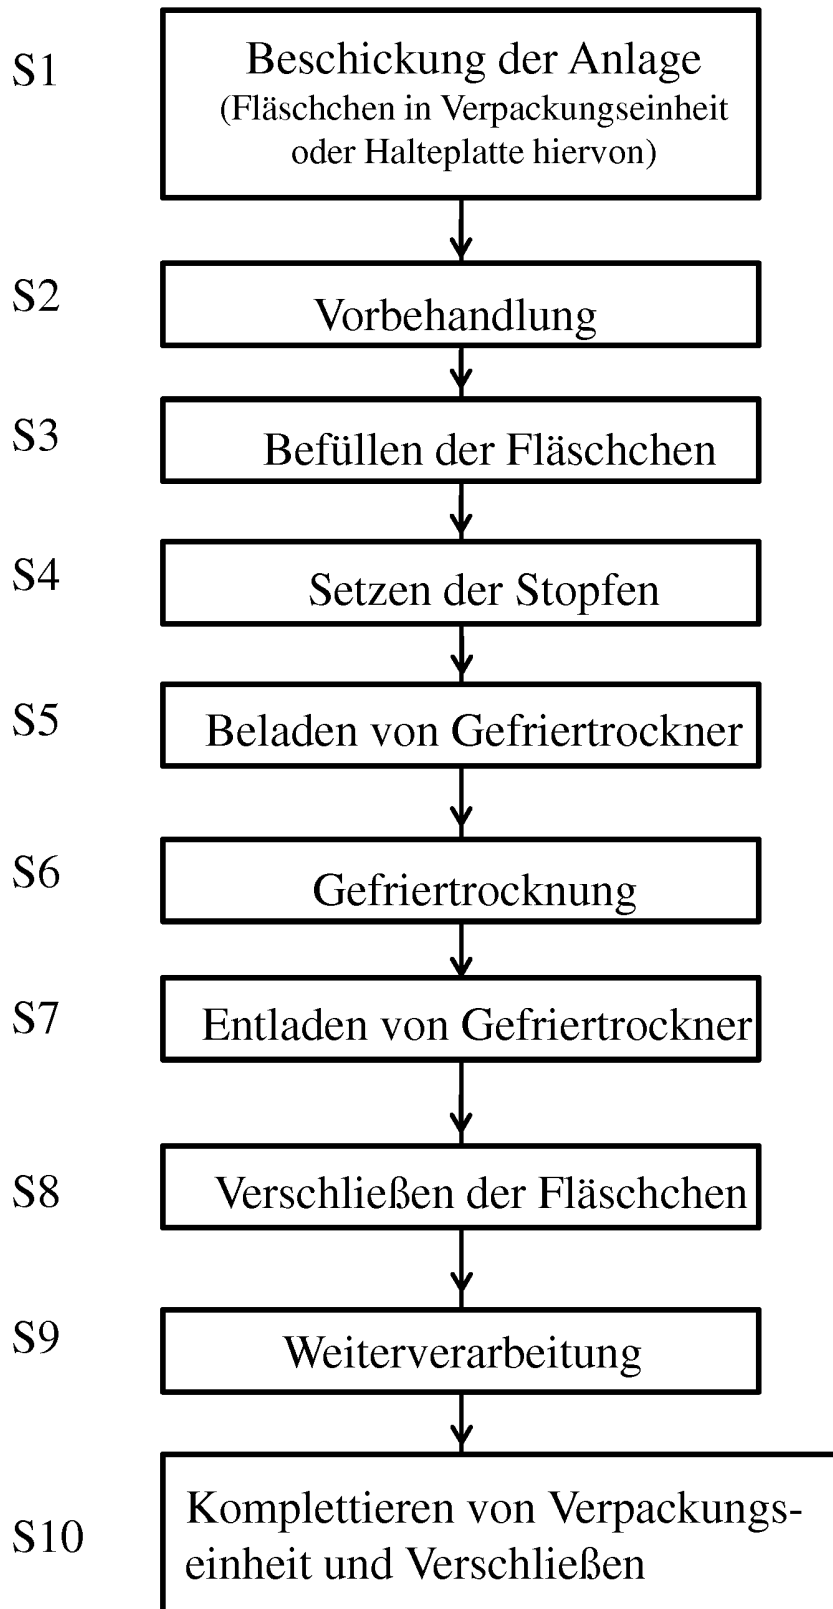 S1
Beschickung der Anlage
(Fläschchen in Verpackungseinheit
oder Halteplatte hiervon)
S2
Vorbehandlung
S3
Befüllen der Fläschchen
S4
Setzen der Stopfen
S5
Beladen von Gefriertrockner
S6
Gefriertrocknung
S7
Entladen von Gefriertrockner
S8
Verschließen der Fläschchen
S9
Weiterverarbeitung
S10
Komplettieren von Verpackungs-
einheit und Verschließen